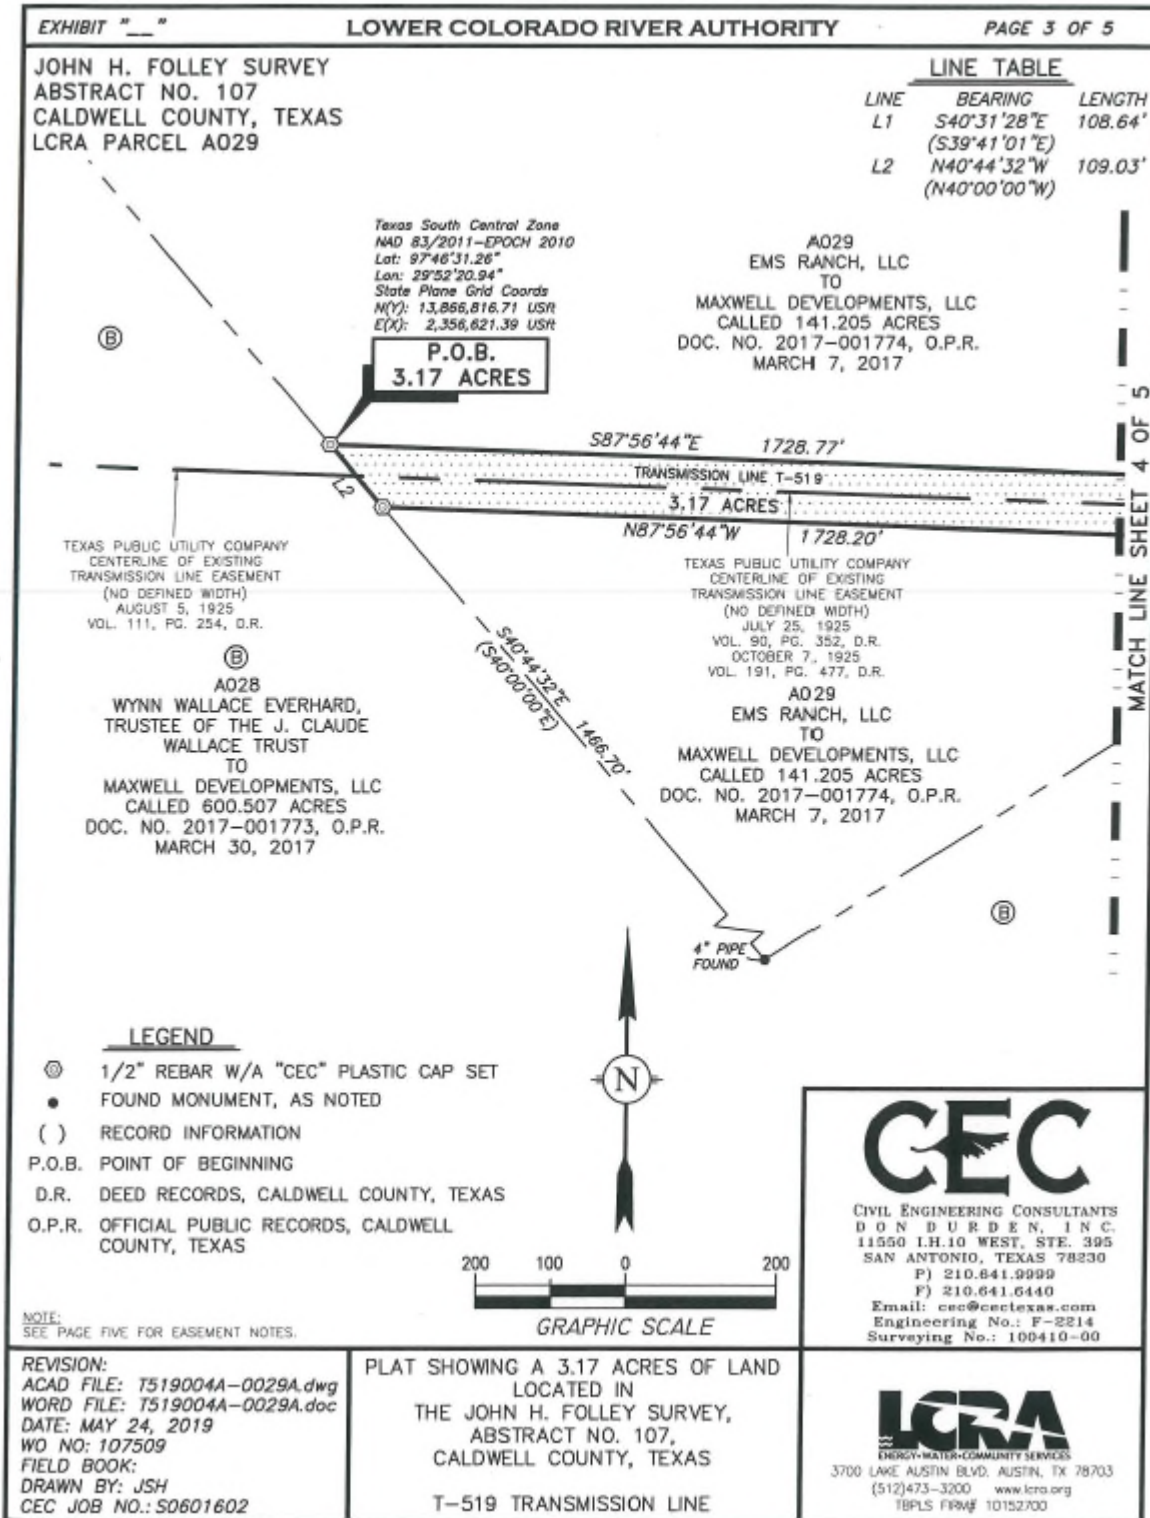 EXHIBIT "__"
LOWER COLORADO RIVER AUTHORITY
PAGE 3 OF 5
JOHN H. FOLLEY SURVEY
ABSTRACT NO. 107
CALDWELL COUNTY, TEXAS
LCRA PARCEL A029
LINE TABLE
LINE BEARING LENGTH
L1 S40°31'28"E 108.64'
(S39°41'01"E)
L2 N40°44'32"W 109.03'
(N40°00'00"W)
Texas South Central Zone
NAD 83/2011-EPOCH 2010
Lat: 97°46'31.26"
Lon: 29°52'20.94"
State Plane Grid Coords
N(Y): 13,866,816.71 USft
E(X): 2,356,621.39 USft
P.O.B.
3.17 ACRES
A029
EMS RANCH, LLC
TO
MAXWELL DEVELOPMENTS, LLC
CALLED 141.205 ACRES
DOC. NO. 2017-001774, O.P.R.
MARCH 7, 2017
B
S87°56'44"E 1728.77'
TRANSMISSION LINE T-519
3.17 ACRES
N87°56'44"W 1728.20'
L2
MATCH LINE SHEET 4 OF 5
TEXAS PUBLIC UTILITY COMPANY
CENTERLINE OF EXISTING
TRANSMISSION LINE EASEMENT
(NO DEFINED WIDTH)
AUGUST 5, 1925
VOL. 111, PG. 254, D.R.
B
A028
WYNN WALLACE EVERHARD,
TRUSTEE OF THE J. CLAUDE
WALLACE TRUST
TO
MAXWELL DEVELOPMENTS, LLC
CALLED 600.507 ACRES
DOC. NO. 2017-001773, O.P.R.
MARCH 30, 2017
S40°44'32"E 1466.70'
(S40°00'00"E)
TEXAS PUBLIC UTILITY COMPANY
CENTERLINE OF EXISTING
TRANSMISSION LINE EASEMENT
(NO DEFINED WIDTH)
JULY 25, 1925
VOL. 90, PG. 352, D.R.
OCTOBER 7, 1925
VOL. 191, PG. 477, D.R.
A029
EMS RANCH, LLC
TO
MAXWELL DEVELOPMENTS, LLC
CALLED 141.205 ACRES
DOC. NO. 2017-001774, O.P.R.
MARCH 7, 2017
B
4" PIPE
FOUND
LEGEND
1/2" REBAR W/A "CEC" PLASTIC CAP SET
FOUND MONUMENT, AS NOTED
( ) RECORD INFORMATION
P.O.B. POINT OF BEGINNING
D.R. DEED RECORDS, CALDWELL COUNTY, TEXAS
O.P.R. OFFICIAL PUBLIC RECORDS, CALDWELL
COUNTY, TEXAS
N
200 100 0 200
GRAPHIC SCALE
NOTE:
SEE PAGE FIVE FOR EASEMENT NOTES.
CEC
CIVIL ENGINEERING CONSULTANTS
DON DURDEN, INC.
11550 I.H.10 WEST, STE. 395
SAN ANTONIO, TEXAS 78230
P) 210.641.9999
F) 210.641.6440
Email: cec@cectexas.com
Engineering No.: F-2214
Surveying No.: 100410-00
REVISION:
ACAD FILE: T519004A-0029A.dwg
WORD FILE: T519004A-0029A.doc
DATE: MAY 24, 2019
WO NO: 107509
FIELD BOOK:
DRAWN BY: JSH
CEC JOB NO.: S0601602
PLAT SHOWING A 3.17 ACRES OF LAND
LOCATED IN
THE JOHN H. FOLLEY SURVEY,
ABSTRACT NO. 107,
CALDWELL COUNTY, TEXAS
T-519 TRANSMISSION LINE
LCRA
ENERGY•WATER•COMMUNITY SERVICES
3700 LAKE AUSTIN BLVD. AUSTIN, TX 78703
(512)473-3200 www.lcra.org
TBPLS FIRM# 10152700